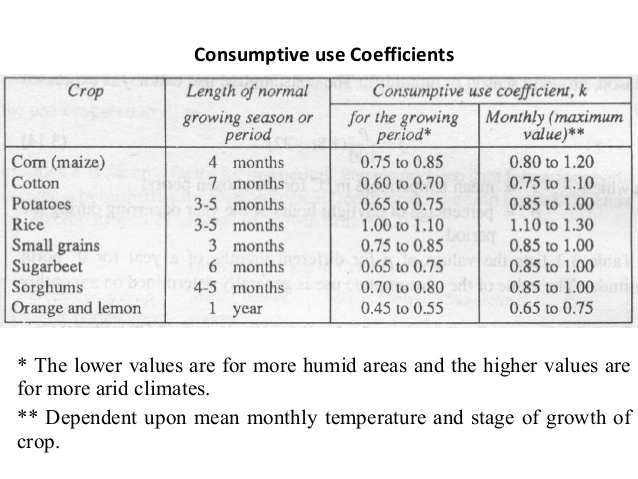 Consumptive use Coefficients
Crop Length of normal growing season or period Consumptive use coefficient, k
for the growing period* Monthly (maximum value)**
Corn (maize) 4 months 0.75 to 0.85 0.80 to 1.20
Cotton 7 months 0.60 to 0.70 0.75 to 1.10
Potatoes 3-5 months 0.65 to 0.75 0.85 to 1.00
Rice 3-5 months 1.00 to 1.10 1.10 to 1.30
Small grains 3 months 0.75 to 0.85 0.85 to 1.00
Sugarbeet 6 months 0.65 to 0.75 0.85 to 1.00
Sorghums 4-5 months 0.70 to 0.80 0.85 to 1.00
Orange and lemon 1 year 0.45 to 0.55 0.65 to 0.75
* The lower values are for more humid areas and the higher values are
for more arid climates.
** Dependent upon mean monthly temperature and stage of growth of
crop.